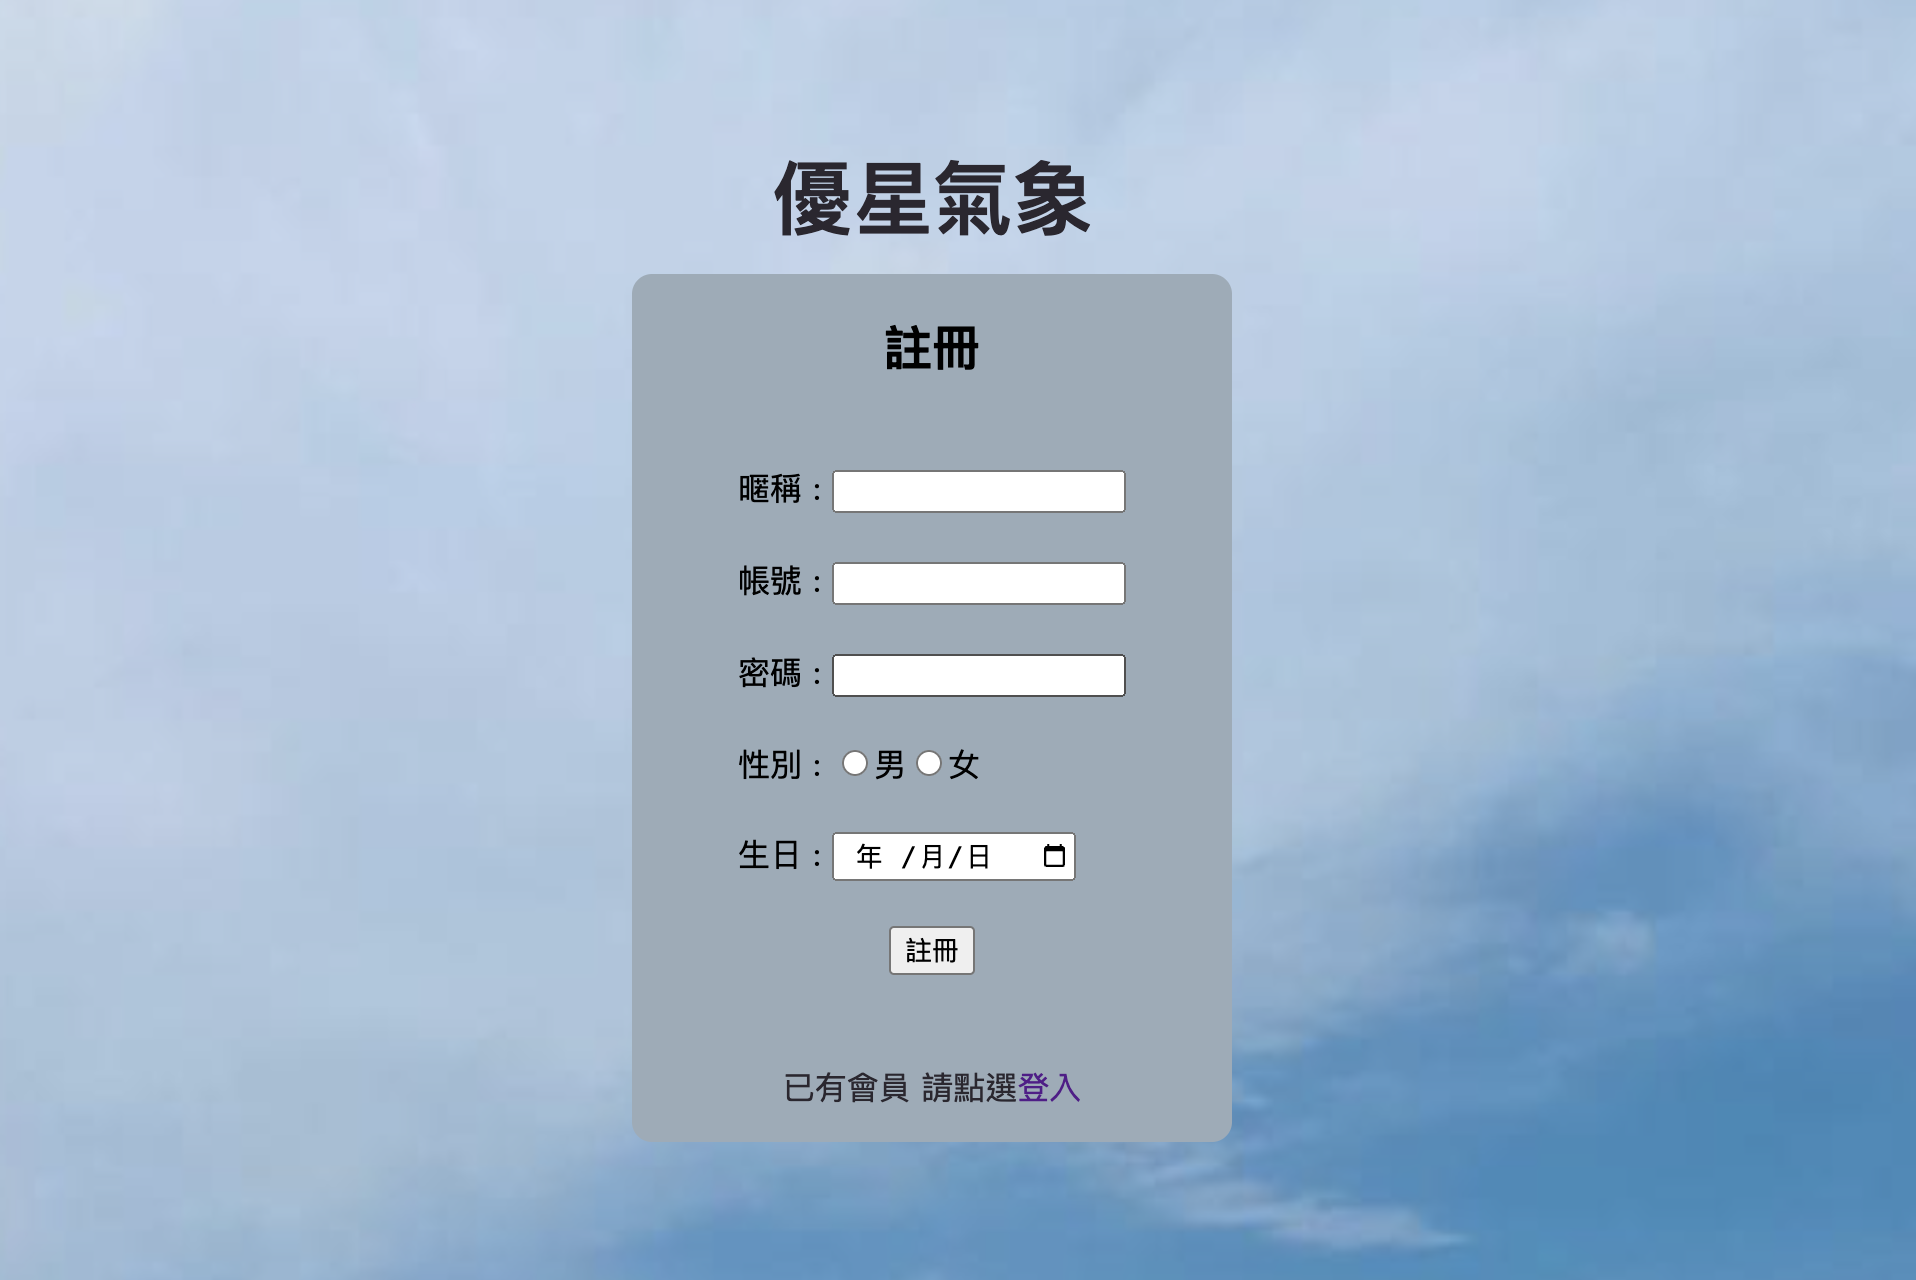 優星氣象
註冊
暱稱：
帳號：
密碼：
性別： 男 女
生日： 年 /月/日
註冊
已有會員 請點選登入